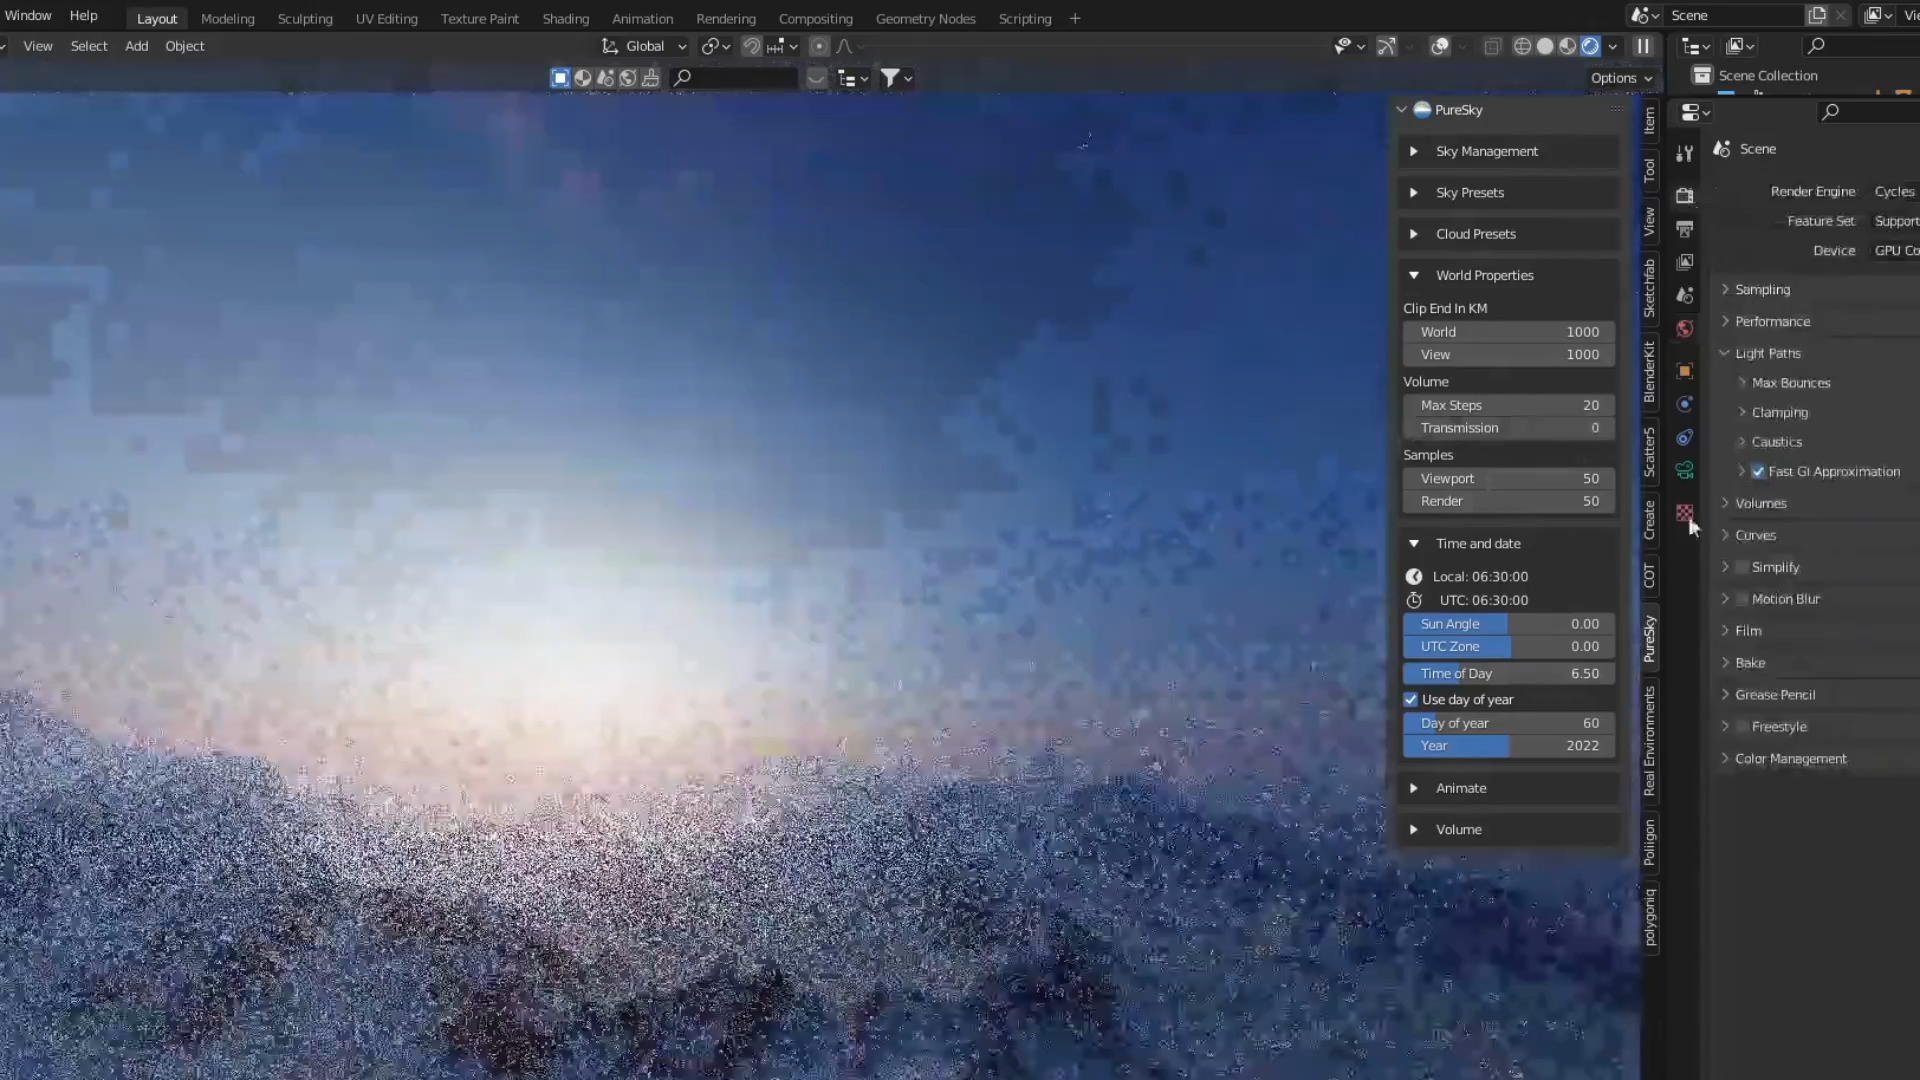 Window Help Layout Modeling Sculpting UV Editing Texture Paint Shading Animation Rendering Compositing Geometry Nodes Scripting + Scene
View Select Add Object Global
Scene Collection
Options
PureSky
Sky Management
Sky Presets
Cloud Presets
World Properties
Clip End In KM
World 1000
View 1000
Volume
Max Steps 20
Transmission 0
Samples
Viewport 50
Render 50
Time and date
Local: 06:30:00
UTC: 06:30:00
Sun Angle 0.00
UTC Zone 0.00
Time of Day 6.50
Use day of year
Day of year 60
Year 2022
Animate
Volume
Item
Tool
View
Sketchfab
BlenderKit
Scatter5
Create
COT
PureSky
Real Environments
Poliigon
polygoniq
Scene
Render Engine Cycles
Feature Set Support
Device GPU Co
Sampling
Performance
Light Paths
Max Bounces
Clamping
Caustics
Fast GI Approximation
Volumes
Curves
Simplify
Motion Blur
Film
Bake
Grease Pencil
Freestyle
Color Management